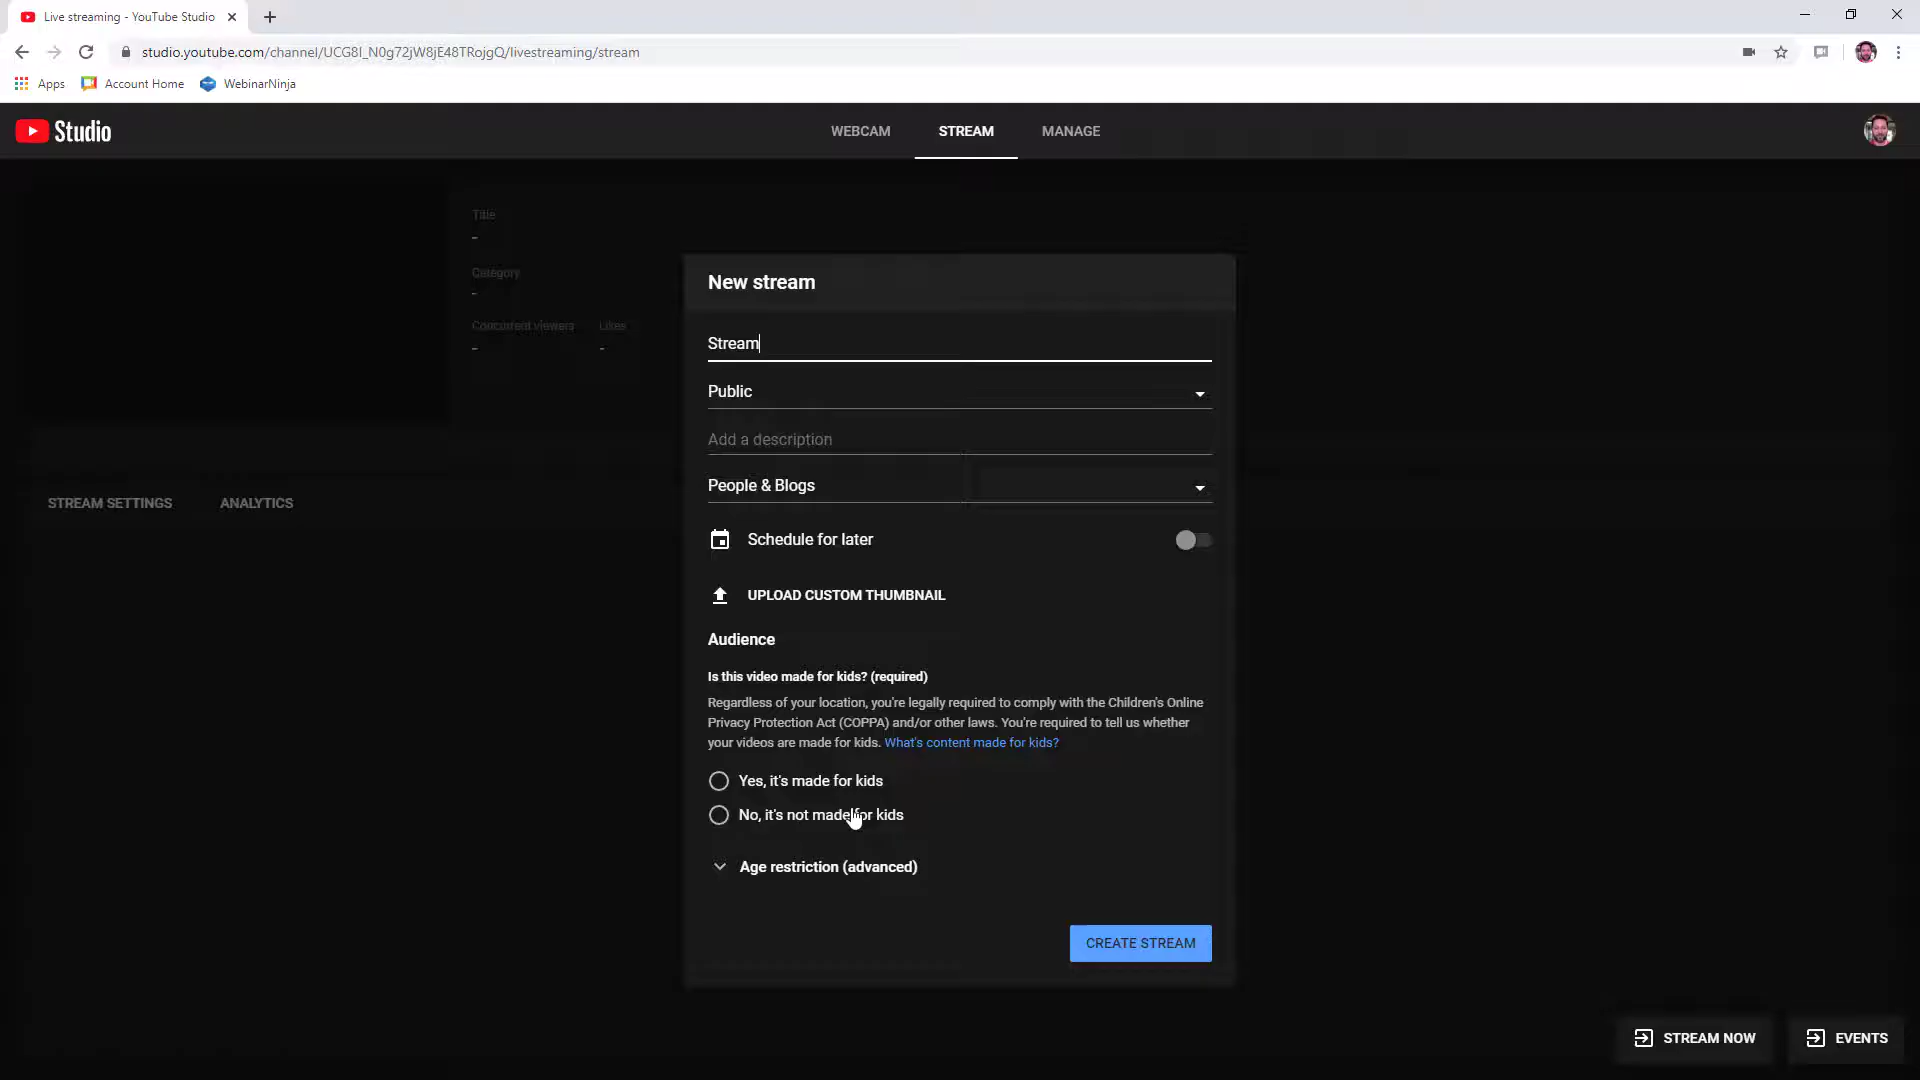 Live streaming - YouTube Studio
studio.youtube.com/channel/UCG8l_N0g72jW8jE48TRojgQ/livestreaming/stream
Apps
Account Home
WebinarNinja
Studio
WEBCAM
STREAM
MANAGE
Title
-
Category
-
Concurrent viewers
Likes
-
-
STREAM SETTINGS
ANALYTICS
New stream
Stream
Public
Add a description
People & Blogs
Schedule for later
UPLOAD CUSTOM THUMBNAIL
Audience
Is this video made for kids? (required)
Regardless of your location, you're legally required to comply with the Children's Online
Privacy Protection Act (COPPA) and/or other laws. You're required to tell us whether
your videos are made for kids. What's content made for kids?
Yes, it's made for kids
No, it's not made for kids
Age restriction (advanced)
CREATE STREAM
STREAM NOW
EVENTS